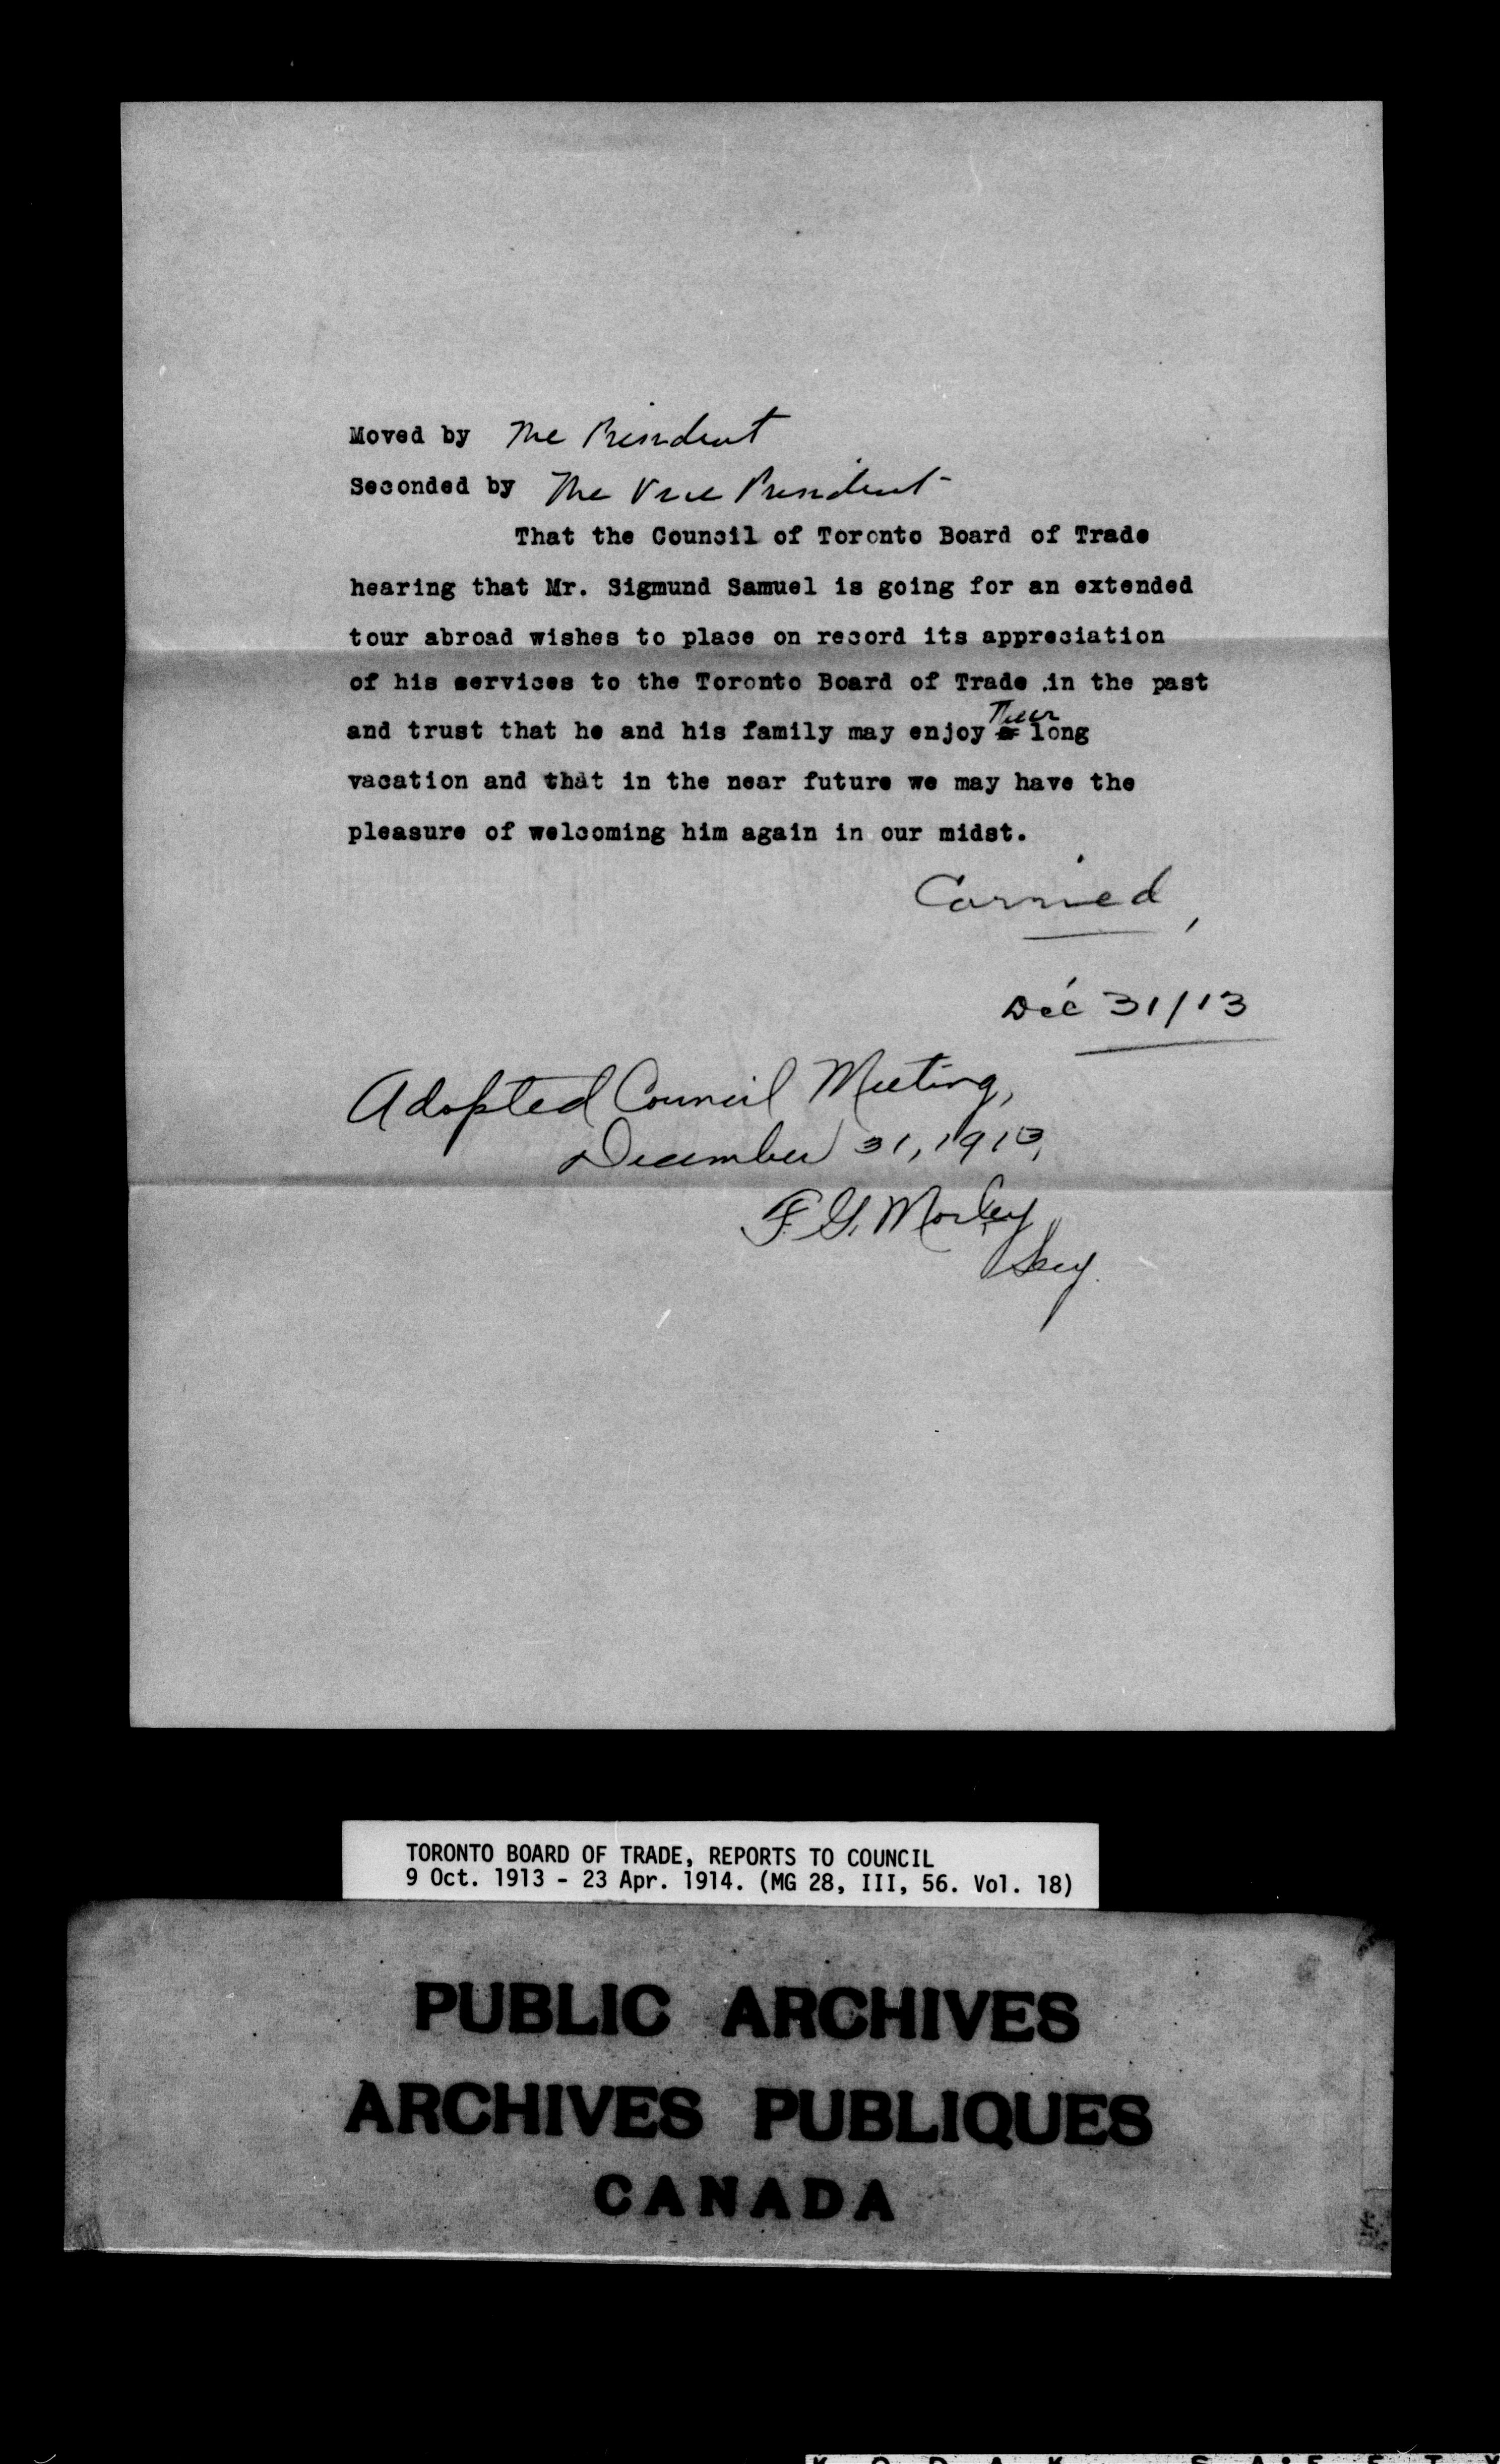 Moved by The President
Seconded by The Vice President
That the Council of Toronto Board of Trade
hearing that Mr. Sigmund Samuel is going for an extended
tour abroad wishes to place on record its appreciation
of his services to the Toronto Board of Trade in the past
Their
and trust that he and his family may enjoy a long
vacation and that in the near future we may have the
pleasure of welcoming him again in our midst.
Carried,
Dec 31/13
Adopted Council Meeting,
December 31, 1913,
F. G. Morley
Secy.
TORONTO BOARD OF TRADE, REPORTS TO COUNCIL
9 Oct. 1913 - 23 Apr. 1914. (MG 28, III, 56. Vol. 18)
PUBLIC ARCHIVES
ARCHIVES PUBLIQUES
CANADA